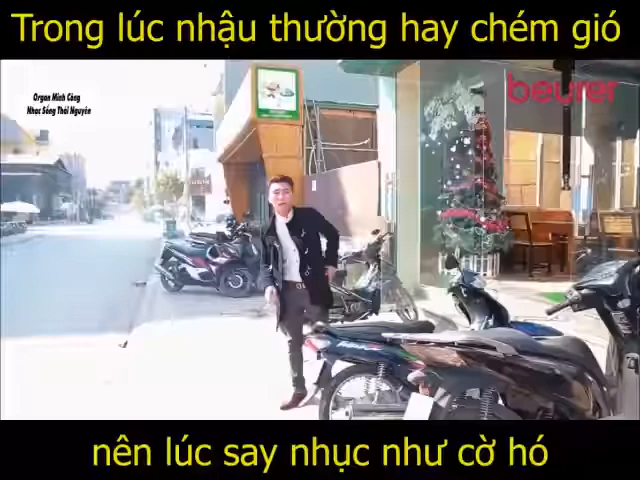 Trong lúc nhậu thường hay chém gió
Organ Minh Công
Nhạc Sống Thái Nguyên
beurer
nên lúc say nhục như cờ hó